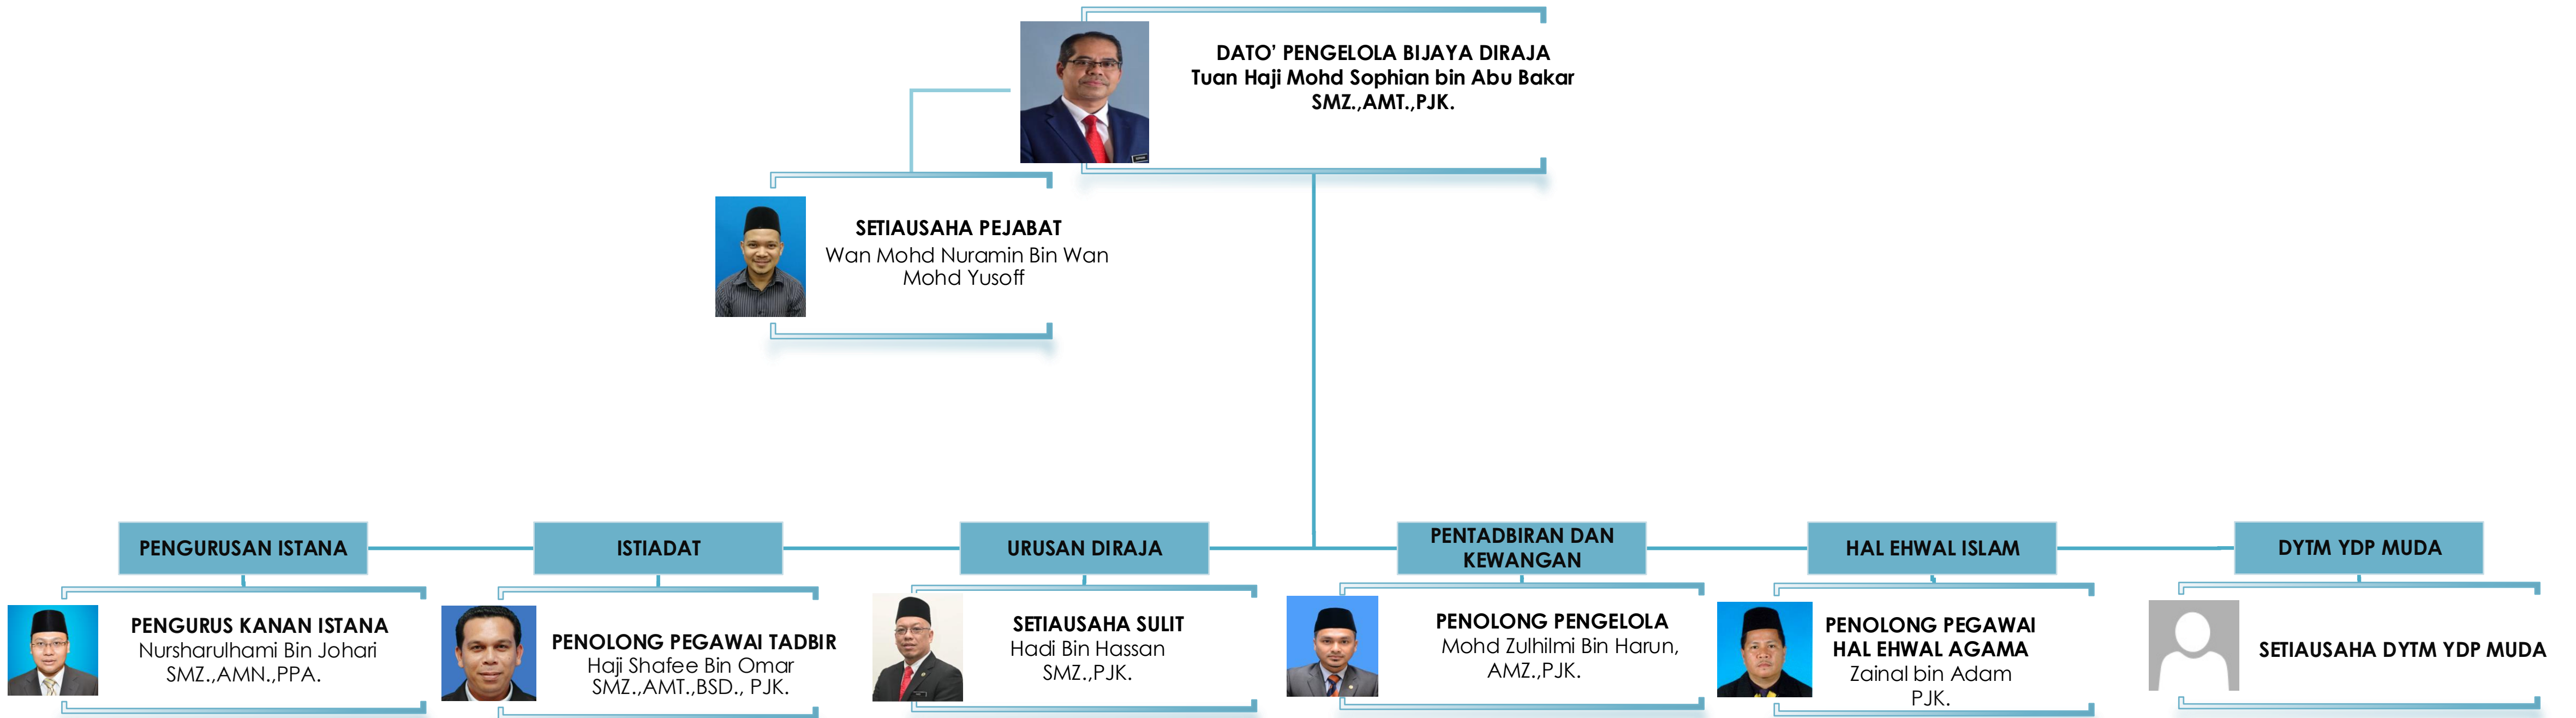 DATO’ PENGELOLA BIJAYA DIRAJA
Tuan Haji Mohd Sophian bin Abu Bakar
SMZ.,AMT.,PJK.
SETIAUSAHA PEJABAT
Wan Mohd Nuramin Bin Wan
Mohd Yusoff
PENGURUSAN ISTANA
ISTIADAT
URUSAN DIRAJA
PENTADBIRAN DAN
KEWANGAN
HAL EHWAL ISLAM
DYTM YDP MUDA
PENGURUS KANAN ISTANA
Nursharulhami Bin Johari
SMZ.,AMN.,PPA.
PENOLONG PEGAWAI TADBIR
Haji Shafee Bin Omar
SMZ.,AMT.,BSD., PJK.
SETIAUSAHA SULIT
Hadi Bin Hassan
SMZ.,PJK.
PENOLONG PENGELOLA
Mohd Zulhilmi Bin Harun,
AMZ.,PJK.
PENOLONG PEGAWAI
HAL EHWAL AGAMA
Zainal bin Adam
PJK.
SETIAUSAHA DYTM YDP MUDA